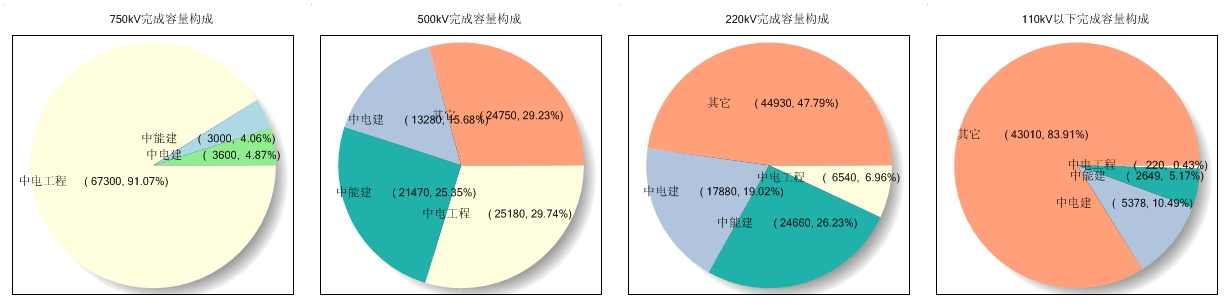 750kV完成容量构成
中能建 ( 3000, 4.06%)
中电建 ( 3600, 4.87%)
中电工程 ( 67300, 91.07%)
500kV完成容量构成
其它 ( 24750, 29.23%)
中电建 ( 13280, 15.68%)
中能建 ( 21470, 25.35%)
中电工程 ( 25180, 29.74%)
220kV完成容量构成
其它 ( 44930, 47.79%)
中电工程 ( 6540, 6.96%)
中电建 ( 17880, 19.02%)
中能建 ( 24660, 26.23%)
110kV以下完成容量构成
其它 ( 43010, 83.91%)
中电工程 ( 220, 0.43%)
中能建 ( 2649, 5.17%)
中电建 ( 5378, 10.49%)